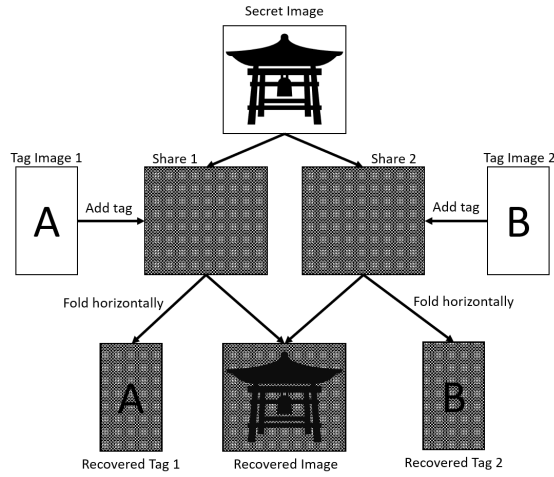 Secret Image
Tag Image 1
Share 1
Share 2
Tag Image 2
A
Add tag
Add tag
B
Fold horizontally
Fold horizontally
A
B
Recovered Tag 1
Recovered Image
Recovered Tag 2